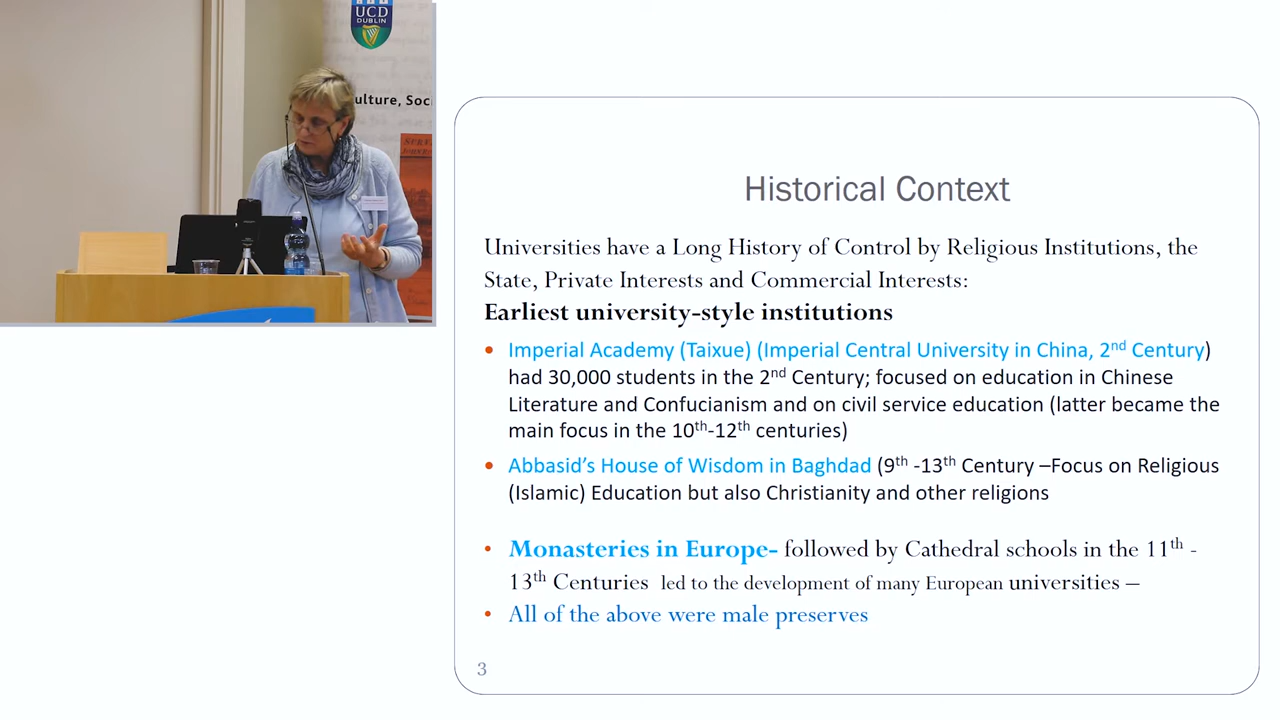 UCD
DUBLIN
ulture, Soci
Historical Context
Universities have a Long History of Control by Religious Institutions, the
State, Private Interests and Commercial Interests:
Earliest university-style institutions
• Imperial Academy (Taixue) (Imperial Central University in China, 2nd Century)
had 30,000 students in the 2nd Century; focused on education in Chinese
Literature and Confucianism and on civil service education (latter became the
main focus in the 10th-12th centuries)
• Abbasid’s House of Wisdom in Baghdad (9th -13th Century –Focus on Religious
(Islamic) Education but also Christianity and other religions
• Monasteries in Europe- followed by Cathedral schools in the 11th -
13th Centuries led to the development of many European universities –
• All of the above were male preserves
3